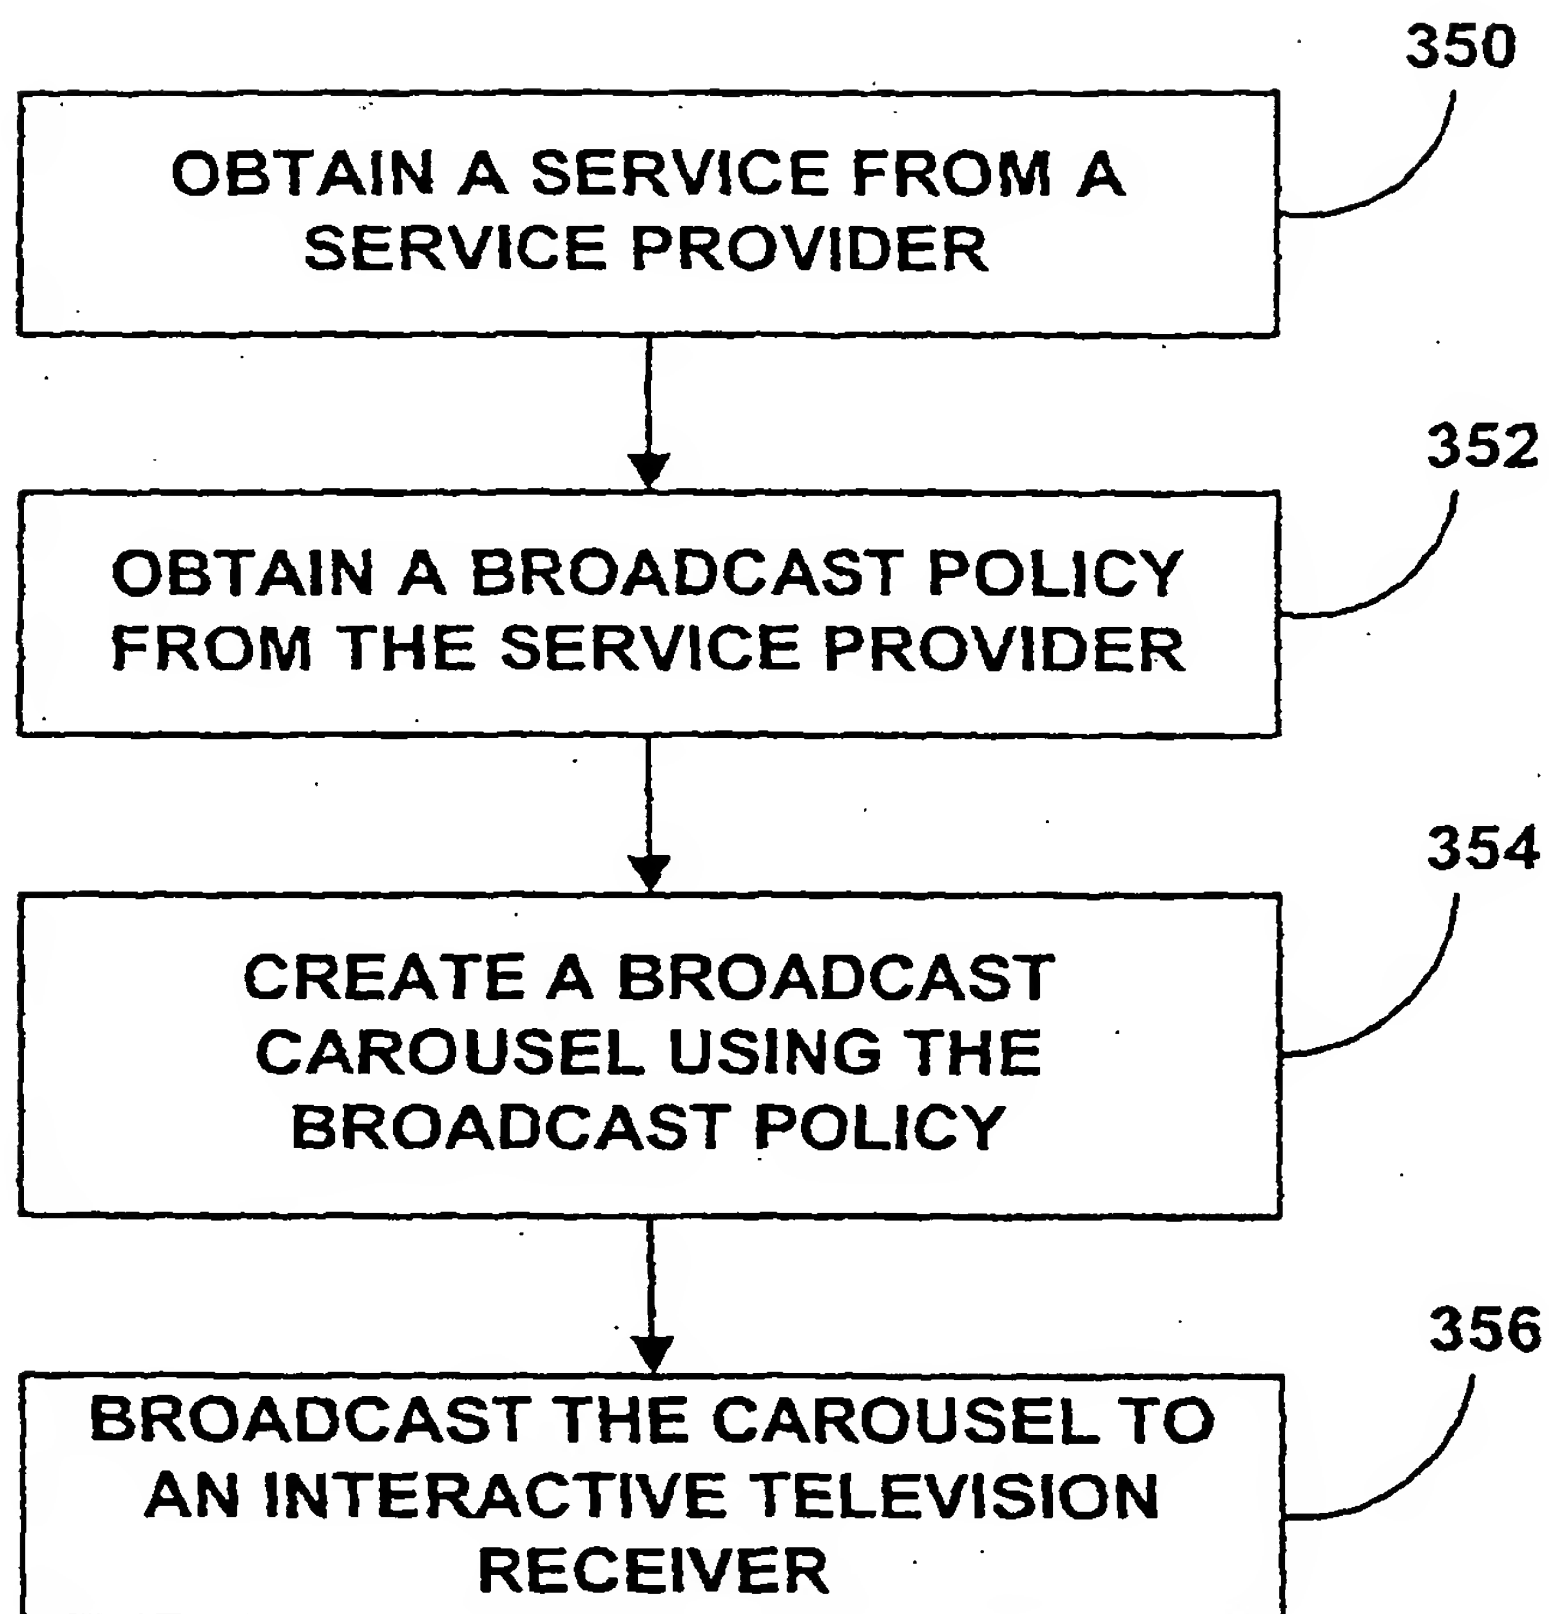 350
OBTAIN A SERVICE FROM A
SERVICE PROVIDER
352
OBTAIN A BROADCAST POLICY
FROM THE SERVICE PROVIDER
354
CREATE A BROADCAST
CAROUSEL USING THE
BROADCAST POLICY
356
BROADCAST THE CAROUSEL TO
AN INTERACTIVE TELEVISION
RECEIVER